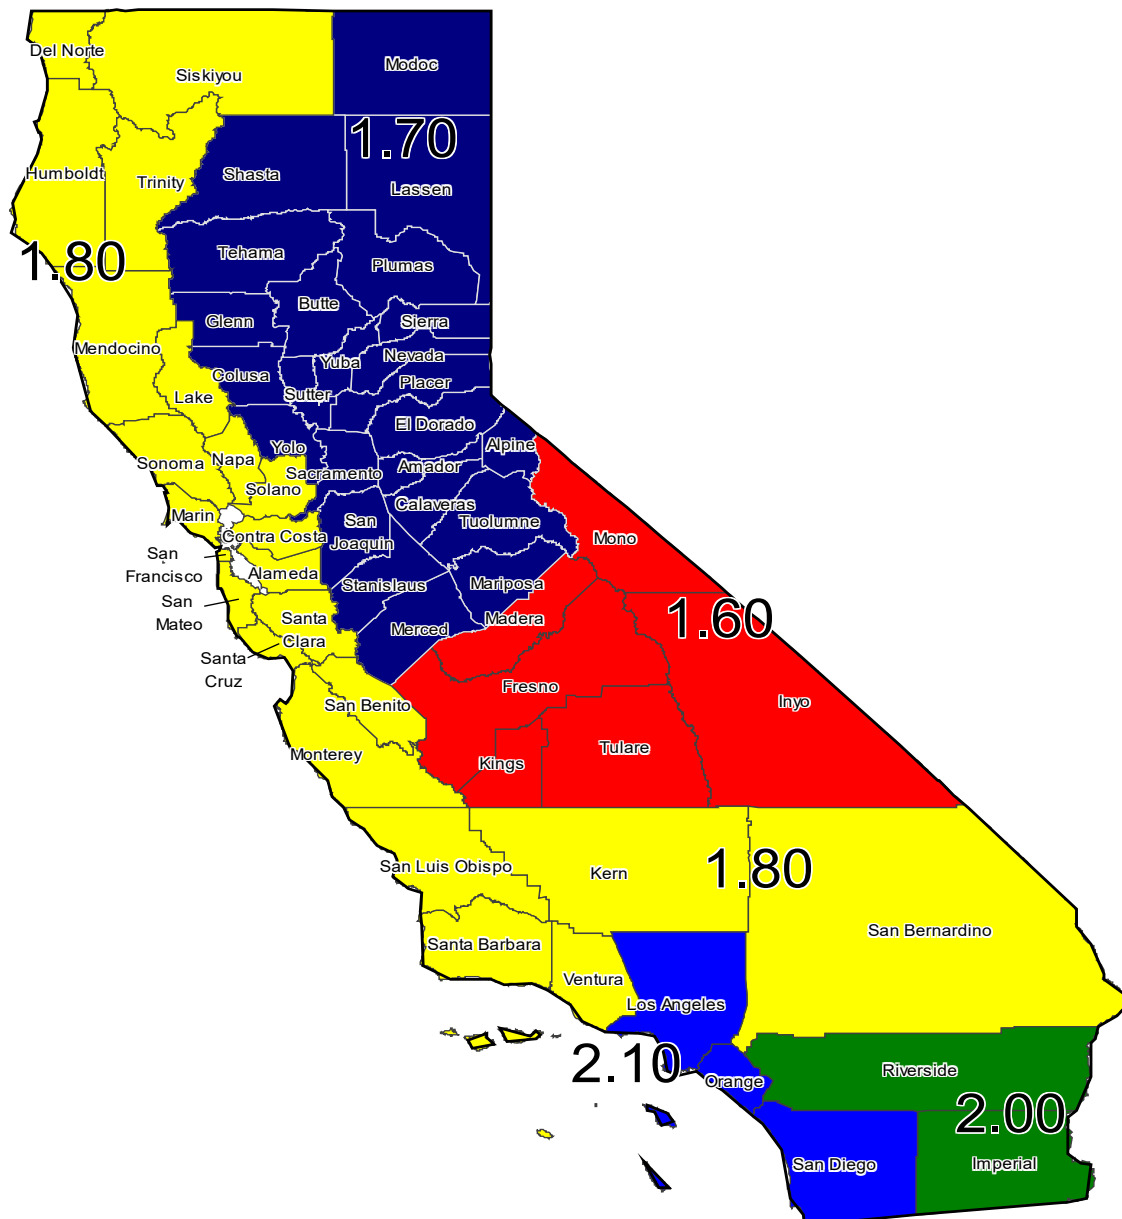 Del Norte
Siskiyou
Modoc
1.70
Shasta
Lassen
Humboldt
Trinity
1.80
Tehama
Plumas
Butte
Glenn
Sierra
Mendocino
Yuba
Nevada
Colusa
Placer
Lake
Sutter
El Dorado
Yolo
Alpine
Sonoma
Napa
Sacramento
Amador
Solano
Calaveras
Marin
San
Joaquin
Tuolumne
Contra Costa
Mono
San
Francisco
Alameda
Stanislaus
Mariposa
San
Mateo
Santa
Clara
Merced
Madera
1.60
Santa
Cruz
Fresno
San Benito
Inyo
Monterey
Kings
Tulare
San Luis Obispo
Kern
1.80
San Bernardino
Santa Barbara
Ventura
Los Angeles
2.10
Orange
Riverside
2.00
San Diego
Imperial